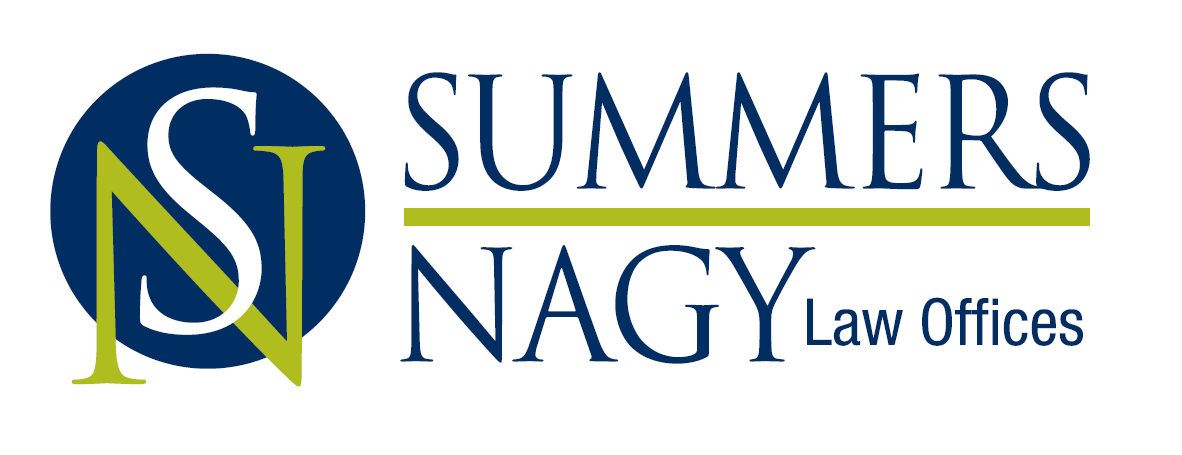 SN
SUMMERS
NAGY Law Offices